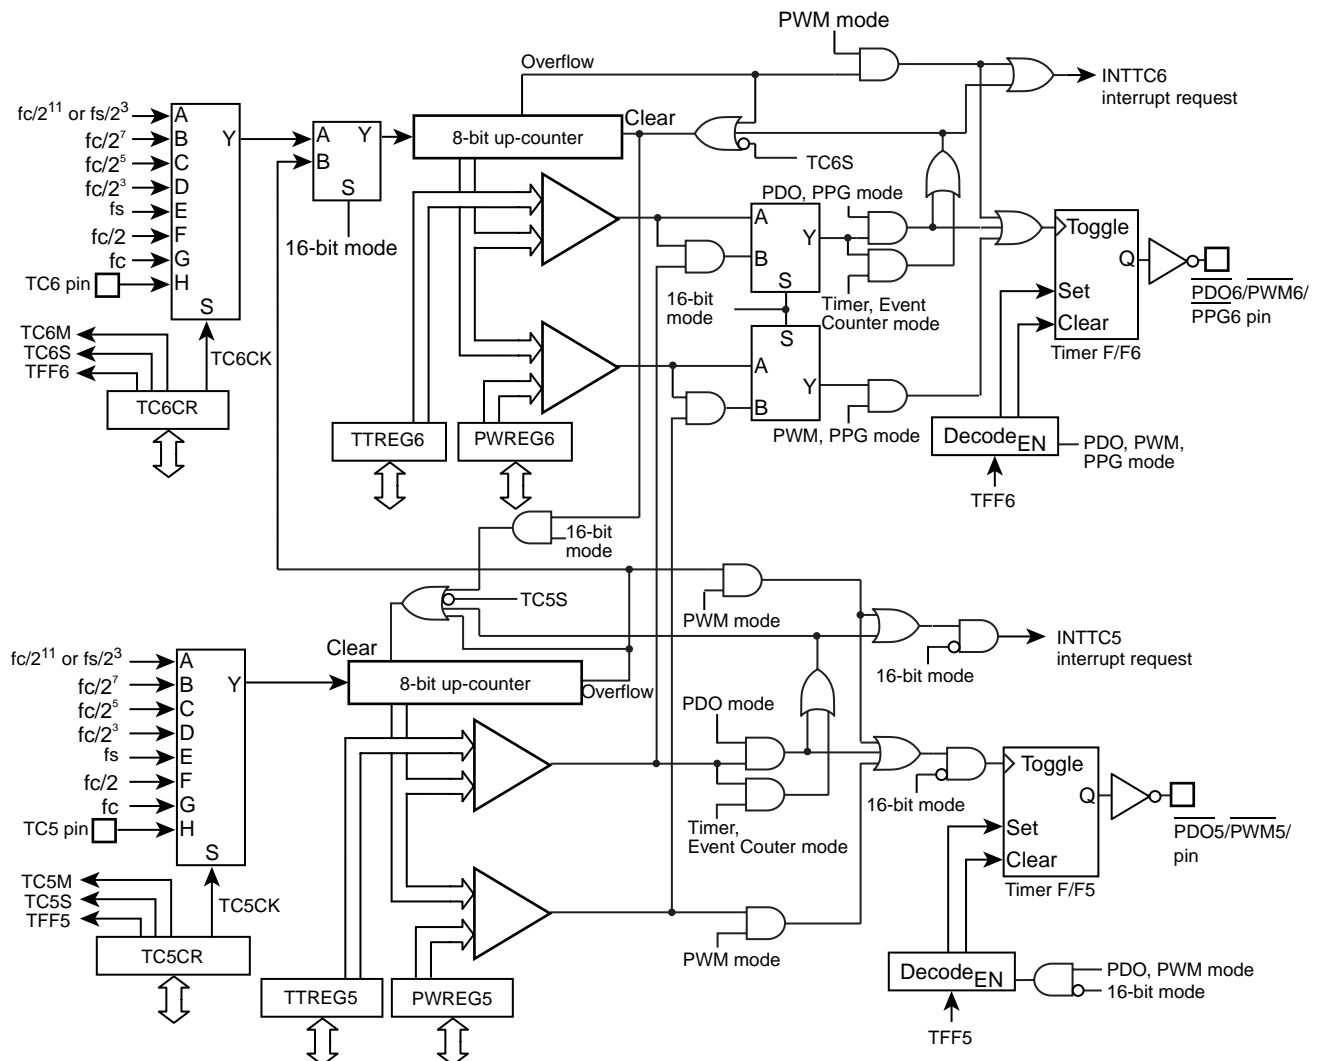 PWM mode
Overflow
INTTC6
interrupt request
fc/2¹¹ or fs/2³
fc/2⁷
fc/2⁵
fc/2³
fs
fc/2
fc
TC6 pin
A
B
C
D
E
F
G
H
Y
S
A
B
Y
S
16-bit mode
8-bit up-counter
Clear
TC6S
PDO, PPG mode
A
B
Y
S
16-bit
mode
Timer, Event
Counter mode
S
A
B
Y
PWM, PPG mode
Toggle
Q
Set
Clear
Timer F/F6
PDO6/PWM6/
PPG6 pin
TC6M
TC6S
TFF6
TC6CK
TC6CR
TTREG6
PWREG6
Decode EN
PDO, PWM,
PPG mode
TFF6
16-bit
mode
TC5S
PWM mode
INTTC5
interrupt request
16-bit mode
Clear
8-bit up-counter
Overflow
fc/2¹¹ or fs/2³
fc/2⁷
fc/2⁵
fc/2³
fs
fc/2
fc
TC5 pin
A
B
C
D
E
F
G
H
Y
S
PDO mode
Timer,
Event Couter mode
16-bit mode
Toggle
Q
Set
Clear
Timer F/F5
PDO5/PWM5/
pin
TC5M
TC5S
TFF5
TC5CK
TC5CR
TTREG5
PWREG5
PWM mode
Decode EN
PDO, PWM mode
16-bit mode
TFF5